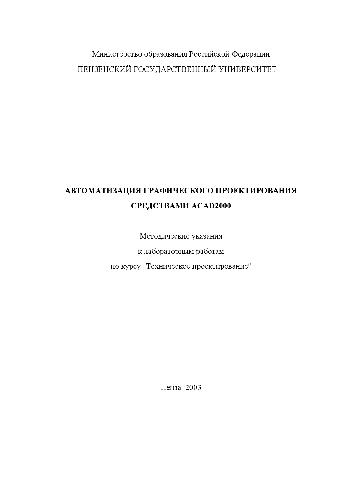 Министерство образования Российской Федерации
ПЕНЗЕНСКИЙ ГОСУДАРСТВЕННЫЙ УНИВЕРСИТЕТ
АВТОМАТИЗАЦИЯ ГРАФИЧЕСКОГО ПРОЕКТИРОВАНИЯ
СРЕДСТВАМИ ACAD2000
Методические указания
к лабораторным работам
по курсу "Техническое проектирование"
Пенза 2003